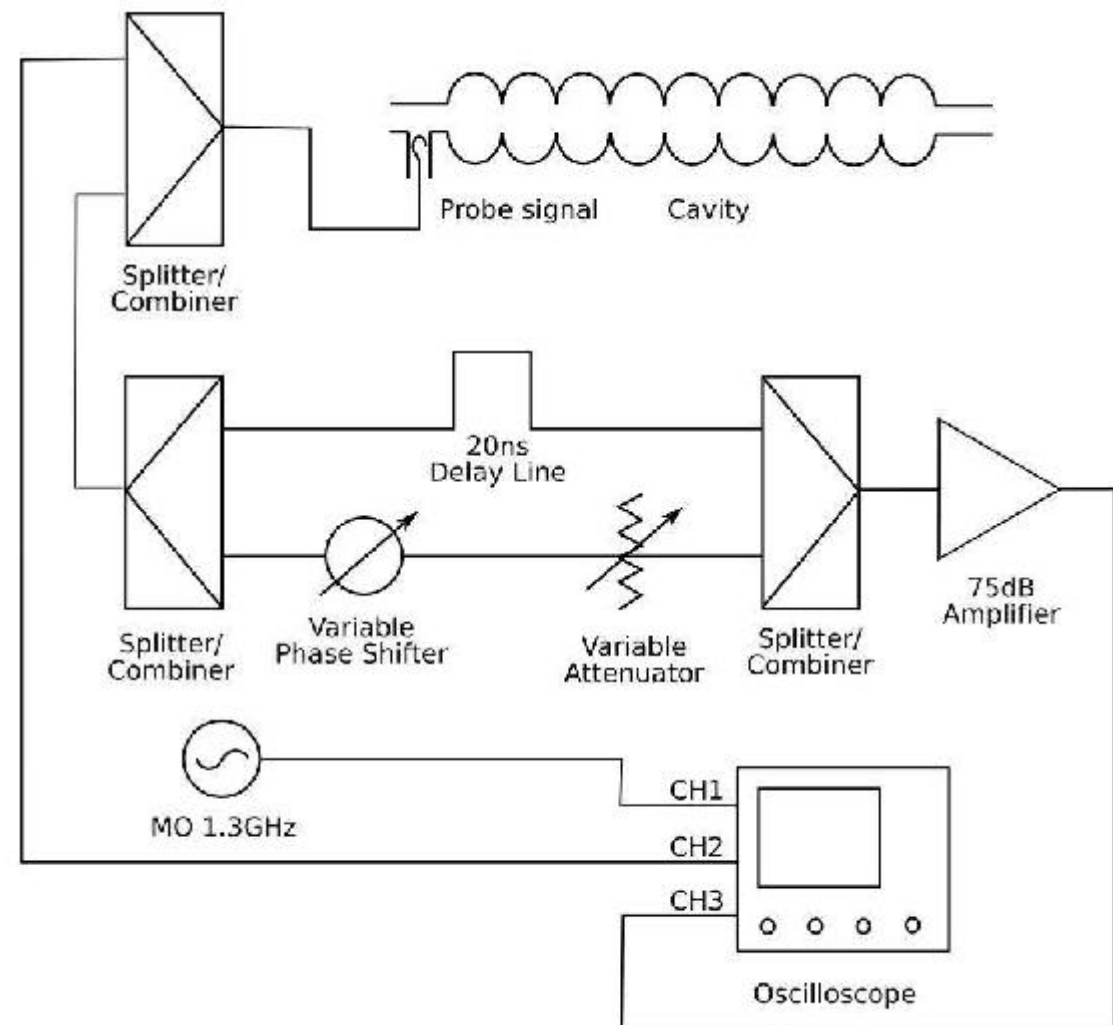 Probe signal
Cavity
Splitter/
Combiner
20ns
Delay Line
Variable
Phase Shifter
Variable
Attenuator
Splitter/
Combiner
Splitter/
Combiner
75dB
Amplifier
MO 1.3GHz
CH1
CH2
CH3
Oscilloscope